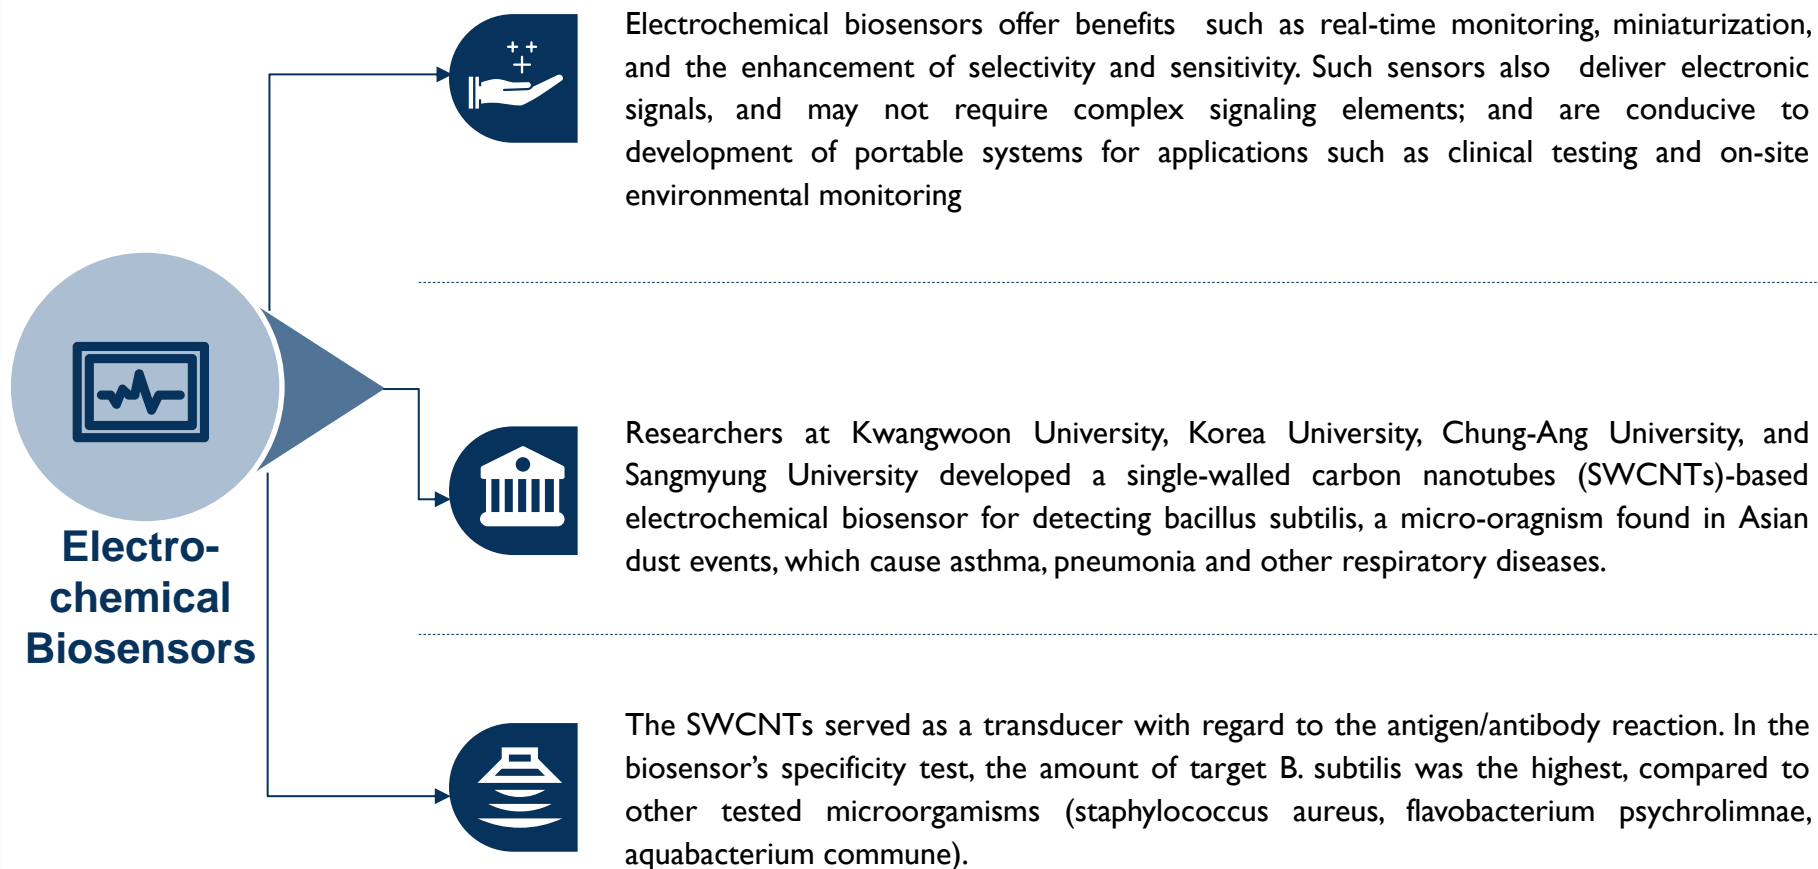 Electrochemical biosensors offer benefits such as real-time monitoring, miniaturization,
and the enhancement of selectivity and sensitivity. Such sensors also deliver electronic
signals, and may not require complex signaling elements; and are conducive to
development of portable systems for applications such as clinical testing and on-site
environmental monitoring
Electro-
chemical
Biosensors
Researchers at Kwangwoon University, Korea University, Chung-Ang University, and
Sangmyung University developed a single-walled carbon nanotubes (SWCNTs)-based
electrochemical biosensor for detecting bacillus subtilis, a micro-oragnism found in Asian
dust events, which cause asthma, pneumonia and other respiratory diseases.
The SWCNTs served as a transducer with regard to the antigen/antibody reaction. In the
biosensor’s specificity test, the amount of target B. subtilis was the highest, compared to
other tested microorgamisms (staphylococcus aureus, flavobacterium psychrolimnae,
aquabacterium commune).